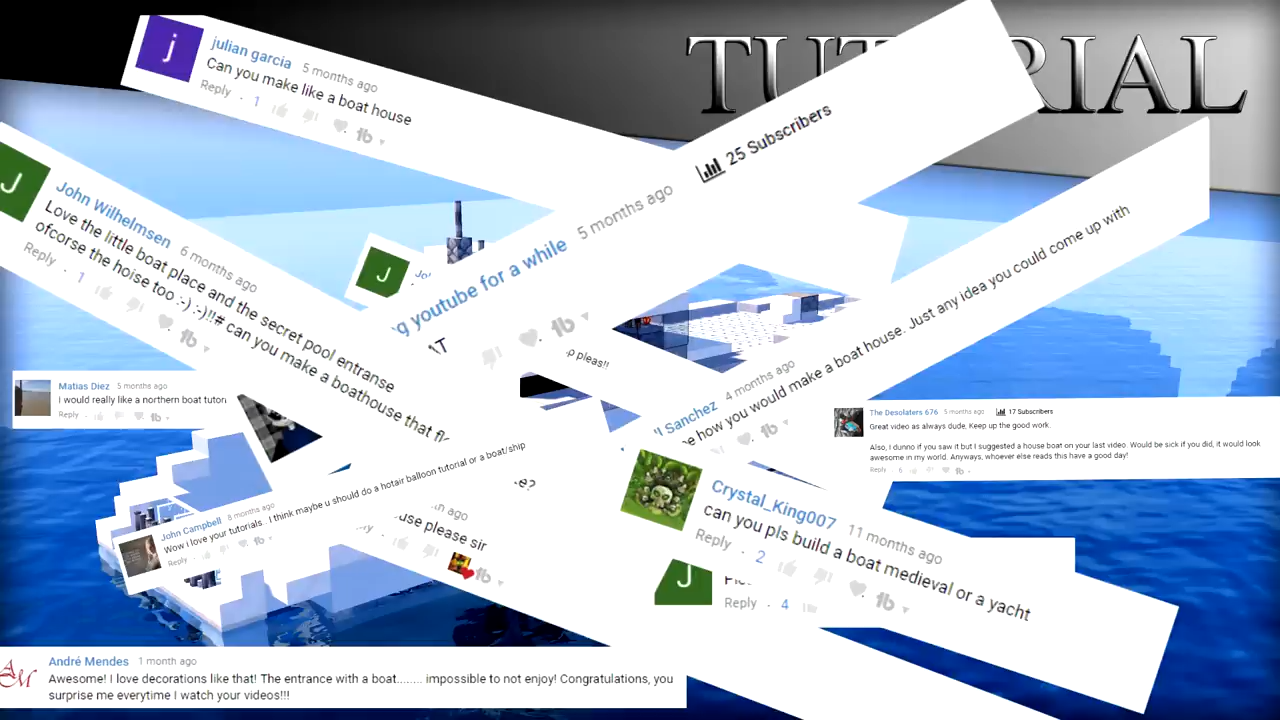 TUTORIAL
julian garcia 5 months ago
Can you make like a boat house
Reply · 1
25 Subscribers
youtube for a while 5 months ago
John Wilhelmsen 6 months ago
Love the little boat place and the secret pool entranse
ofcorse the hoise too :-) :-)!!# can you make a boathouse that
Reply · 1
J
pleas!!
Matias Diez 5 months ago
I would really like a northern boat
Reply
Sanchez 4 months ago
how you would make a boat house. Just any idea you could come up with
The Desolaters 676 5 months ago 17 Subscribers
Great video as always dude. Keep up the good work.
Also, I dunno if you saw it but I suggested a house boat on your last video. Would be sick if you did, it would look
awesome in my world. Anyways, whoever else reads this have a good day!
Reply · 6
John Campbell 8 months ago
Wow i love your tutorials. I think maybe u should do a hotair balloon tutorial or a boat/ship
Reply
ago
please sir
Crystal_King007 11 months ago
can you pls build a boat medieval or a yacht
Reply · 2
J
Reply · 4
André Mendes 1 month ago
Awesome! I love decorations like that! The entrance with a boat........ impossible to not enjoy! Congratulations, you
surprise me everytime I watch your videos!!!